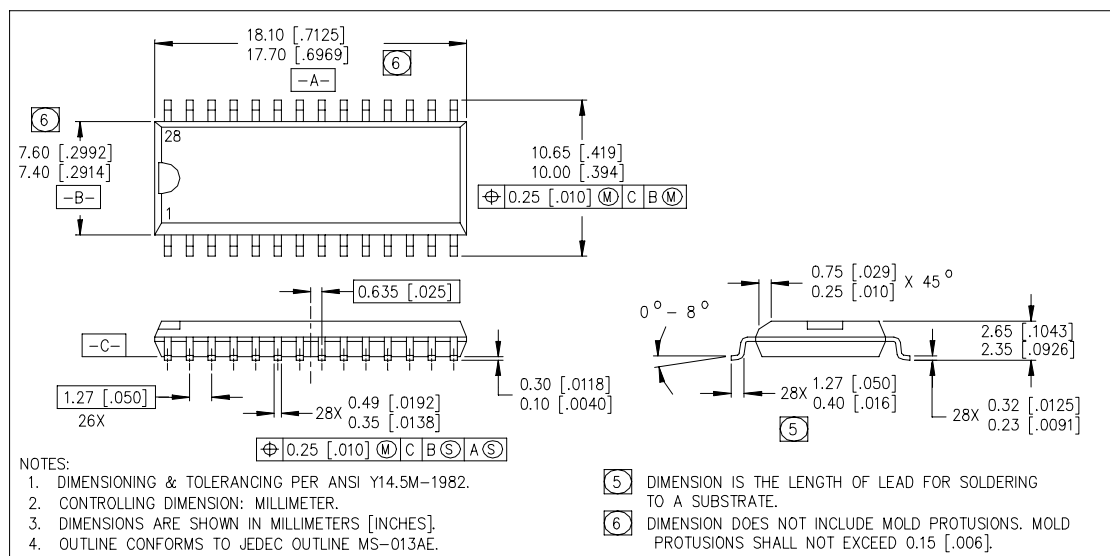 18.10 [.7125]
17.70 [.6969]
-A-
6
6
7.60 [.2992]
7.40 [.2914]
-B-
28
1
10.65 [.419]
10.00 [.394]
⌖ 0.25 [.010] Ⓜ C B Ⓜ
0.635 [.025]
-C-
1.27 [.050]
26X
28X 0.49 [.0192]
0.35 [.0138]
⌖ 0.25 [.010] Ⓜ C B Ⓢ A Ⓢ
0.30 [.0118]
0.10 [.0040]
0.75 [.029]
0.25 [.010] X 45°
0° - 8°
2.65 [.1043]
2.35 [.0926]
28X 1.27 [.050]
0.40 [.016]
5
28X 0.32 [.0125]
0.23 [.0091]
NOTES:
1. DIMENSIONING & TOLERANCING PER ANSI Y14.5M-1982.
2. CONTROLLING DIMENSION: MILLIMETER.
3. DIMENSIONS ARE SHOWN IN MILLIMETERS [INCHES].
4. OUTLINE CONFORMS TO JEDEC OUTLINE MS-013AE.
5 DIMENSION IS THE LENGTH OF LEAD FOR SOLDERING
TO A SUBSTRATE.
6 DIMENSION DOES NOT INCLUDE MOLD PROTUSIONS. MOLD
PROTUSIONS SHALL NOT EXCEED 0.15 [.006].